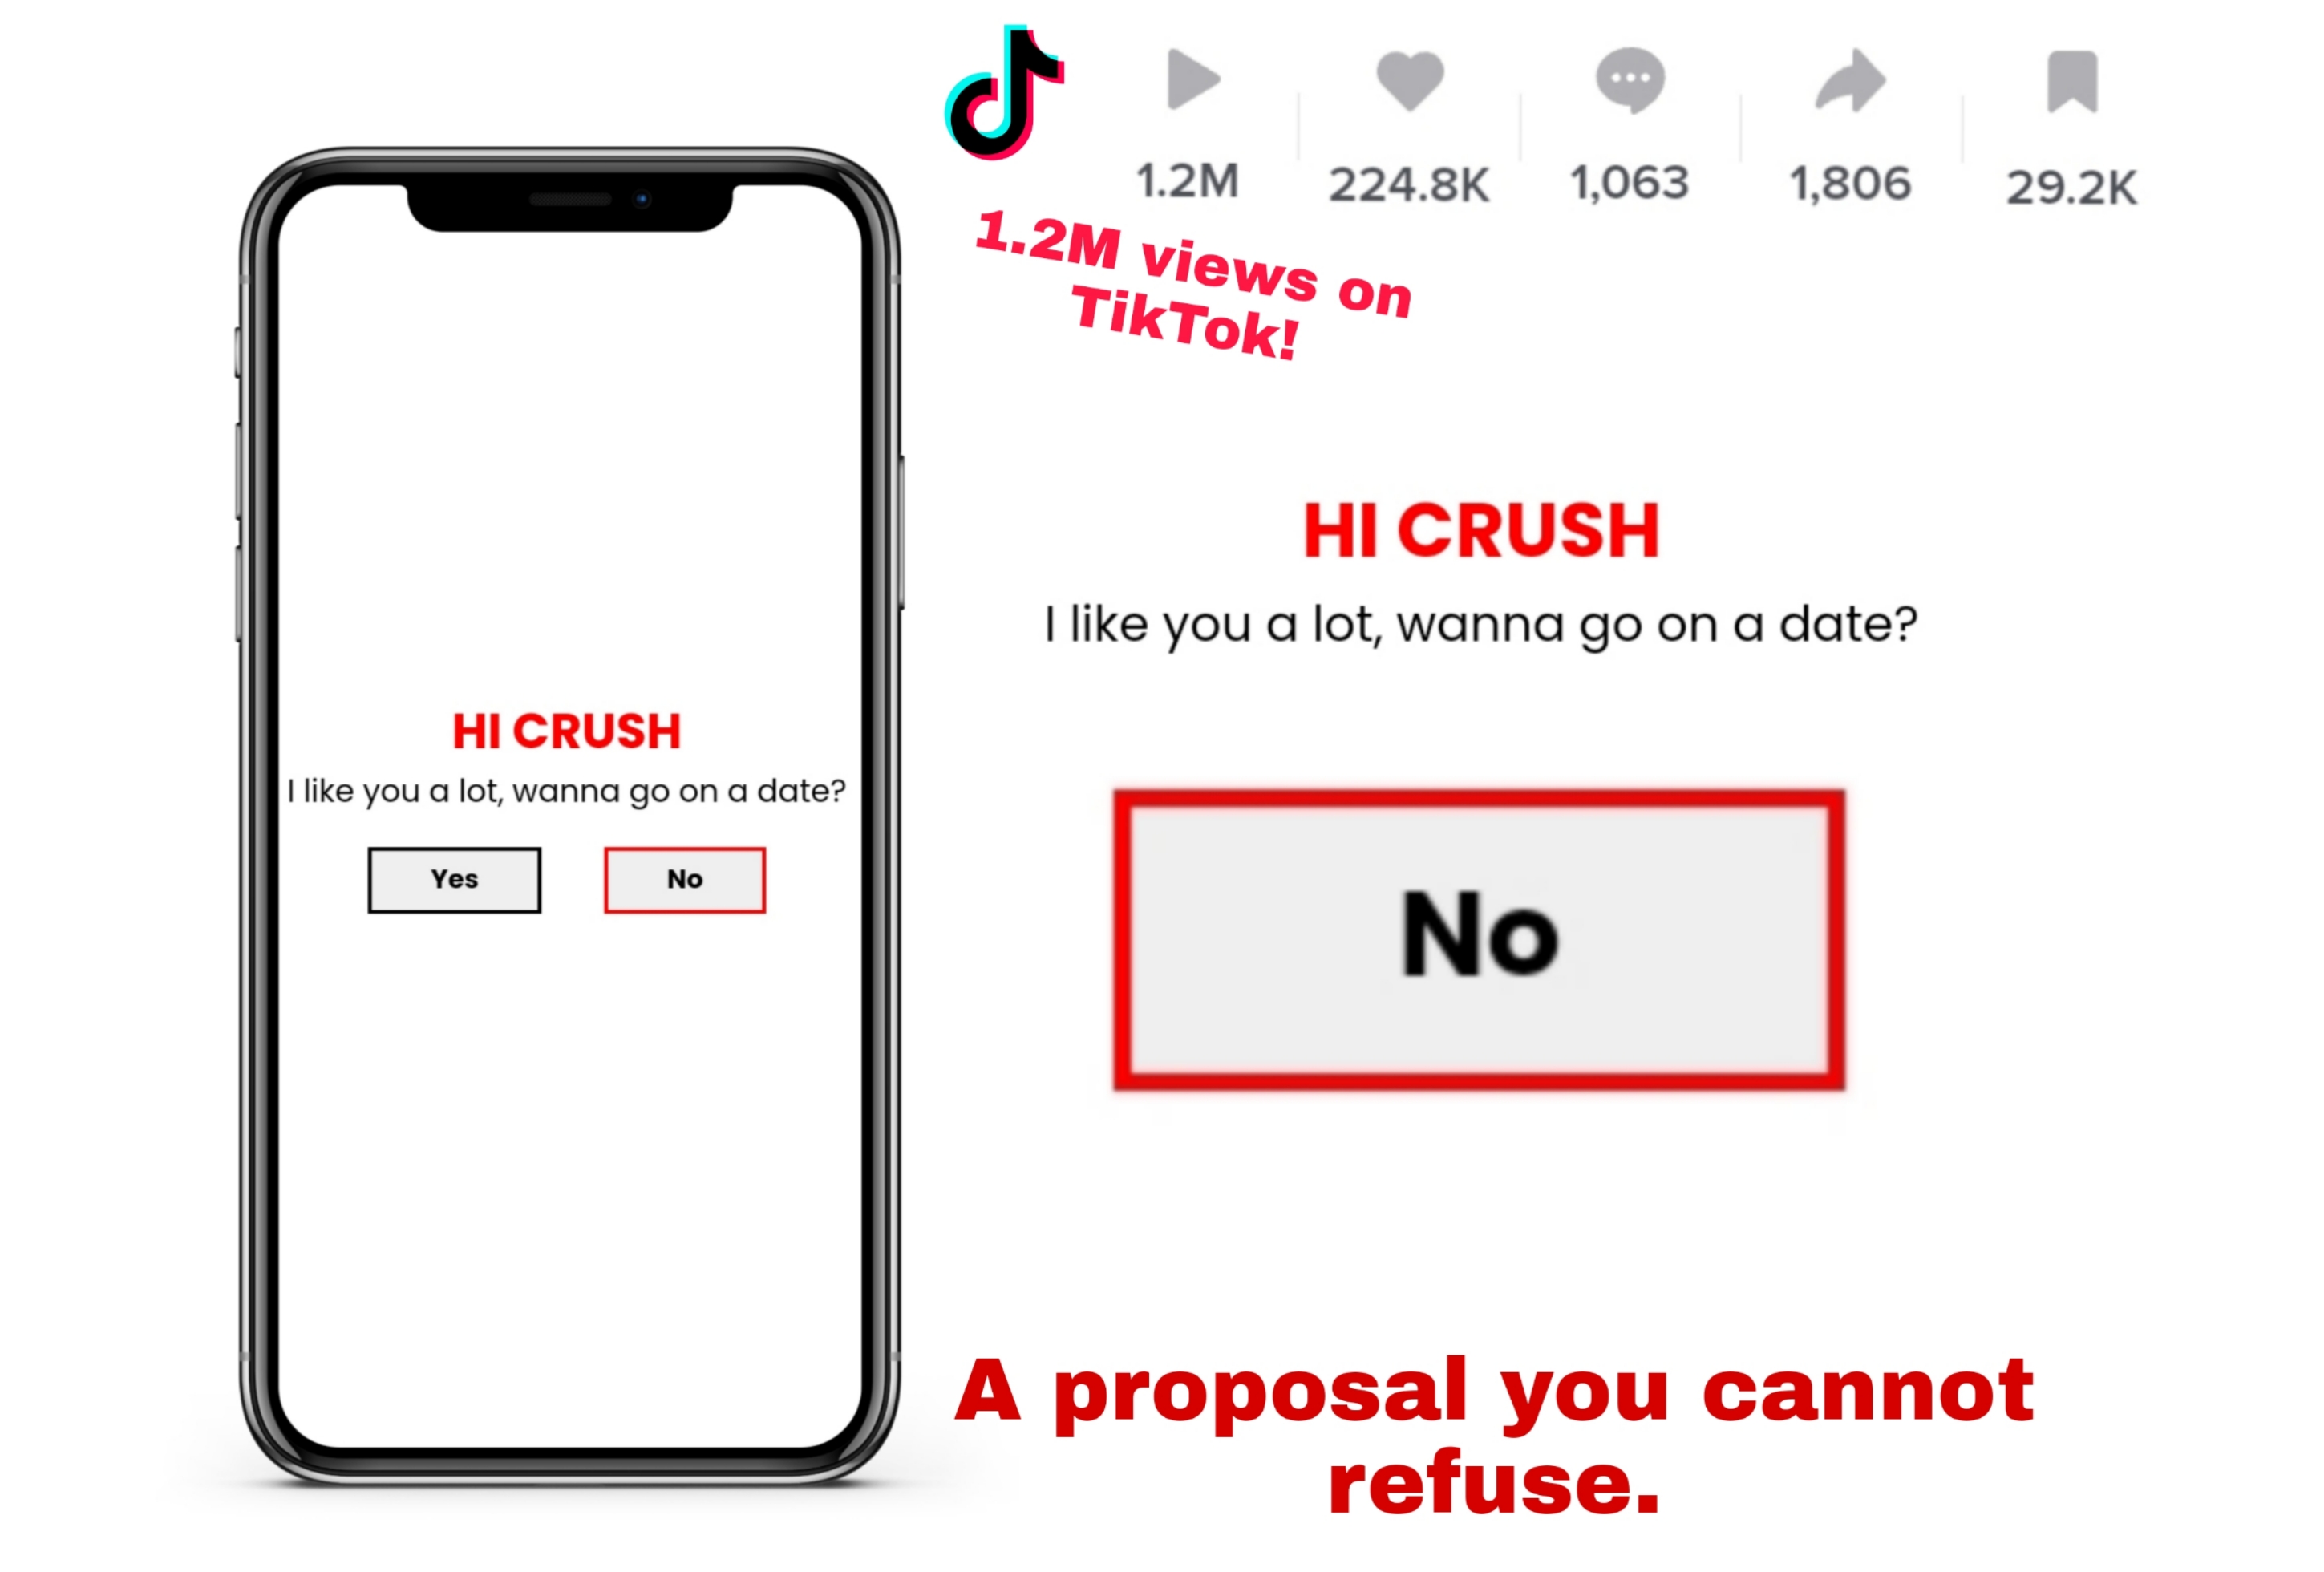 1.2M
224.8K
1,063
1,806
29.2K
1.2M views on
TikTok!
HI CRUSH
I like you a lot, wanna go on a date?
Yes
No
HI CRUSH
I like you a lot, wanna go on a date?
No
A proposal you cannot
refuse.